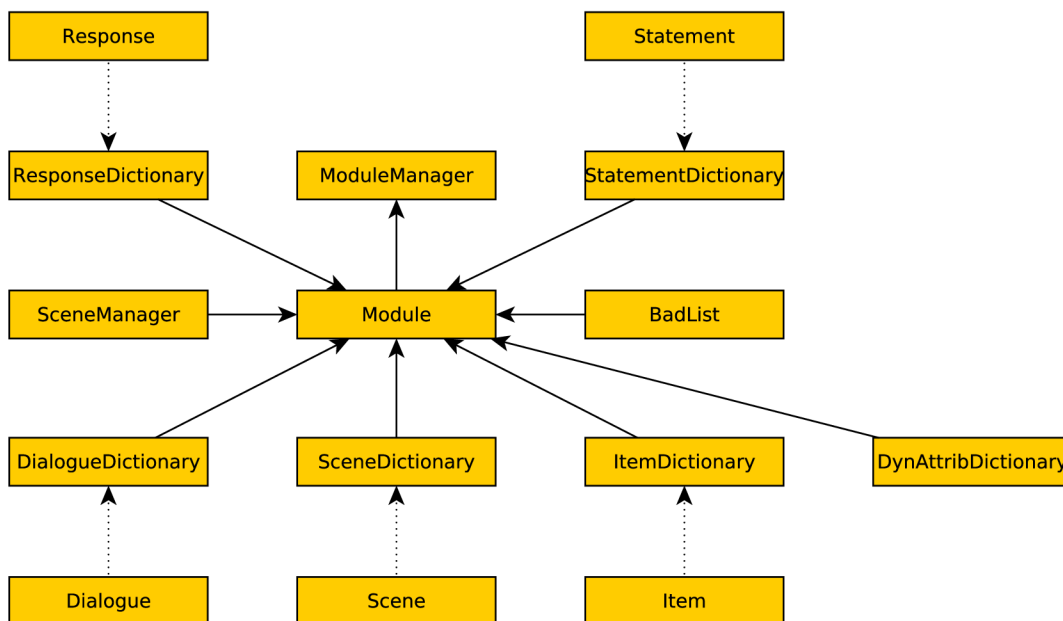 Response
Statement
ResponseDictionary
ModuleManager
StatementDictionary
SceneManager
Module
BadList
DialogueDictionary
SceneDictionary
ItemDictionary
DynAttribDictionary
Dialogue
Scene
Item